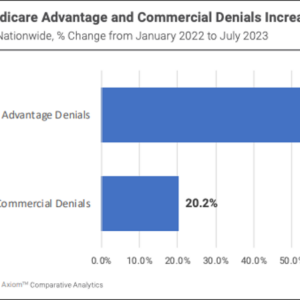 dicare Advantage and Commercial Denials Increa
Nationwide, % Change from January 2022 to July 2023
Advantage Denials
Commercial Denials
20.2%
0.0% 10.0% 20.0% 30.0% 40.0% 50.0%
Axiom™ Comparative Analytics